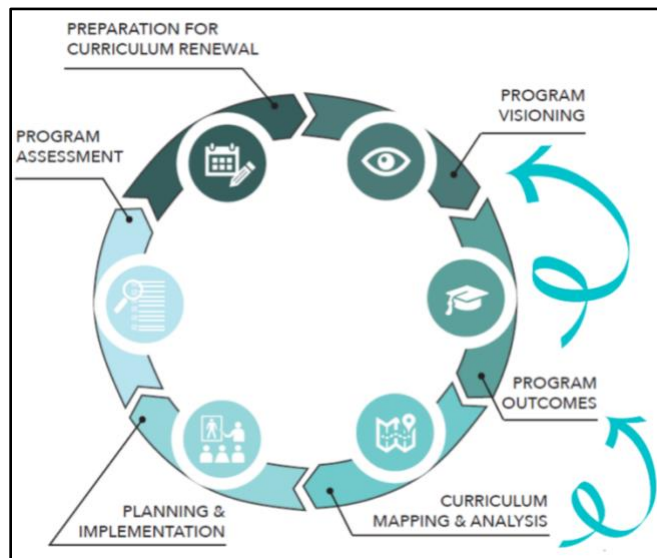 PREPARATION FOR
CURRICULUM RENEWAL
PROGRAM
VISIONING
PROGRAM
ASSESSMENT
PROGRAM
OUTCOMES
PLANNING &
IMPLEMENTATION
CURRICULUM
MAPPING & ANALYSIS